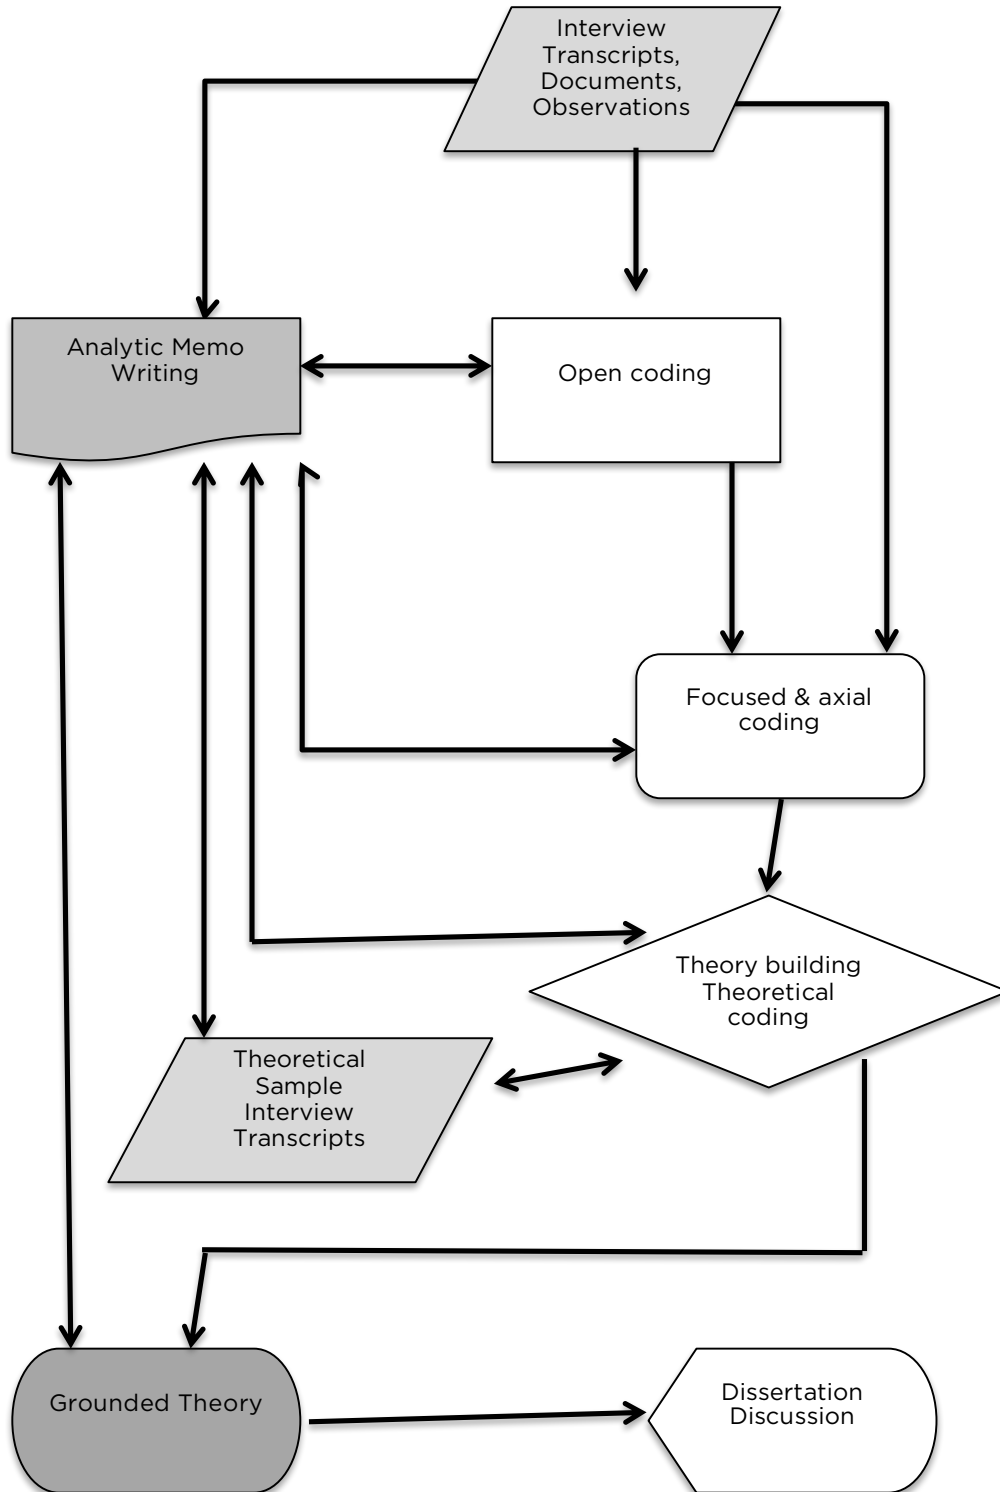 Interview
Transcripts,
Documents,
Observations
Analytic Memo
Writing
Open coding
Focused & axial
coding
Theory building
Theoretical
coding
Theoretical
Sample
Interview
Transcripts
Grounded Theory
Dissertation
Discussion